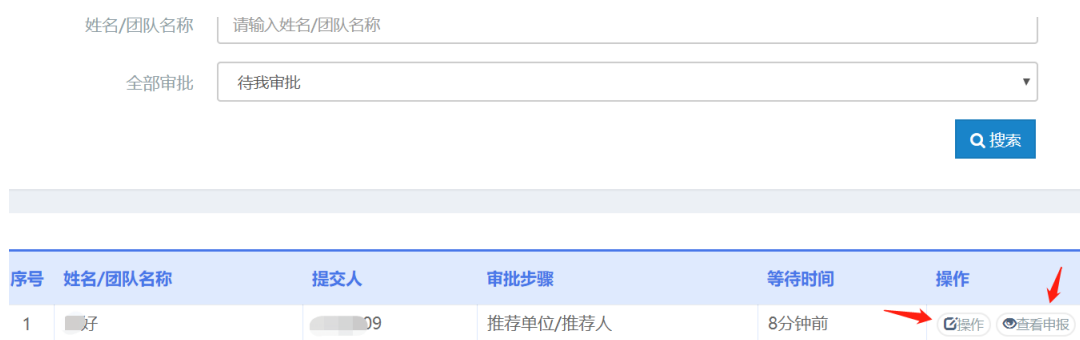 姓名/团队名称 请输入姓名/团队名称
全部审批 待我审批
搜索
序号 姓名/团队名称 提交人 审批步骤 等待时间 操作
1 好 09 推荐单位/推荐人 8分钟前 操作 查看申报